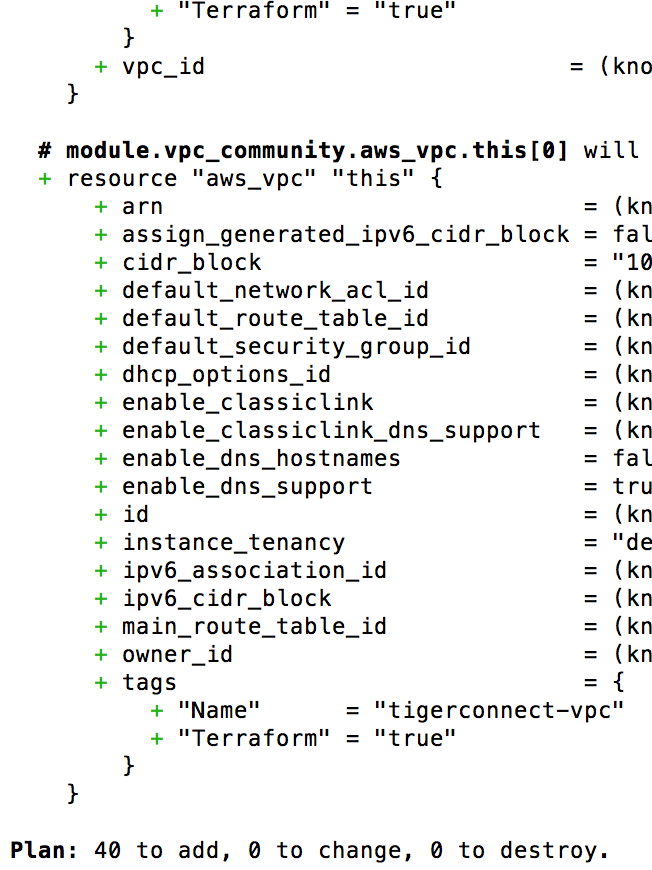 + "Terraform" = "true"
}
+ vpc_id = (kno
}
# module.vpc_community.aws_vpc.this[0] will
+ resource "aws_vpc" "this" {
+ arn = (kn
+ assign_generated_ipv6_cidr_block = fal
+ cidr_block = "10
+ default_network_acl_id = (kn
+ default_route_table_id = (kn
+ default_security_group_id = (kn
+ dhcp_options_id = (kn
+ enable_classiclink = (kn
+ enable_classiclink_dns_support = (kn
+ enable_dns_hostnames = fal
+ enable_dns_support = tru
+ id = (kn
+ instance_tenancy = "de
+ ipv6_association_id = (kn
+ ipv6_cidr_block = (kn
+ main_route_table_id = (kn
+ owner_id = (kn
+ tags = {
+ "Name" = "tigerconnect-vpc"
+ "Terraform" = "true"
}
}
Plan: 40 to add, 0 to change, 0 to destroy.